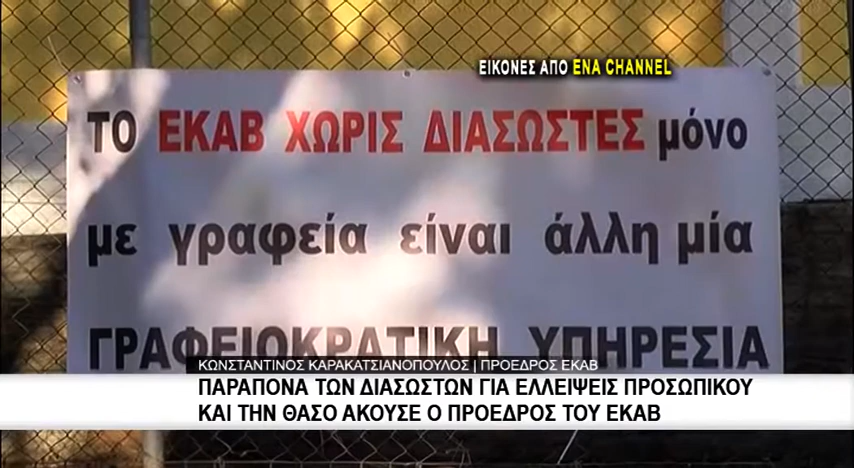 ΕΙΚΟΝΕΣ ΑΠΟ ENA CHANNEL
ΤΟ ΕΚΑΒ ΧΩΡΙΣ ΔΙΑΣΩΣΤΕΣ μόνο
με γραφεία είναι άλλη μία
ΓΡΑΦΕΙΟΚΡΑΤΙΚΗ ΥΠΗΡΕΣΙΑ
ΚΩΝΣΤΑΝΤΙΝΟΣ ΚΑΡΑΚΑΤΣΙΑΝΟΠΟΥΛΟΣ | ΠΡΟΕΔΡΟΣ ΕΚΑΒ
ΠΑΡΑΠΟΝΑ ΤΩΝ ΔΙΑΣΩΣΤΩΝ ΓΙΑ ΕΛΛΕΙΨΕΙΣ ΠΡΟΣΩΠΙΚΟΥ
ΚΑΙ ΤΗΝ ΘΑΣΟ ΑΚΟΥΣΕ Ο ΠΡΟΕΔΡΟΣ ΤΟΥ ΕΚΑΒ